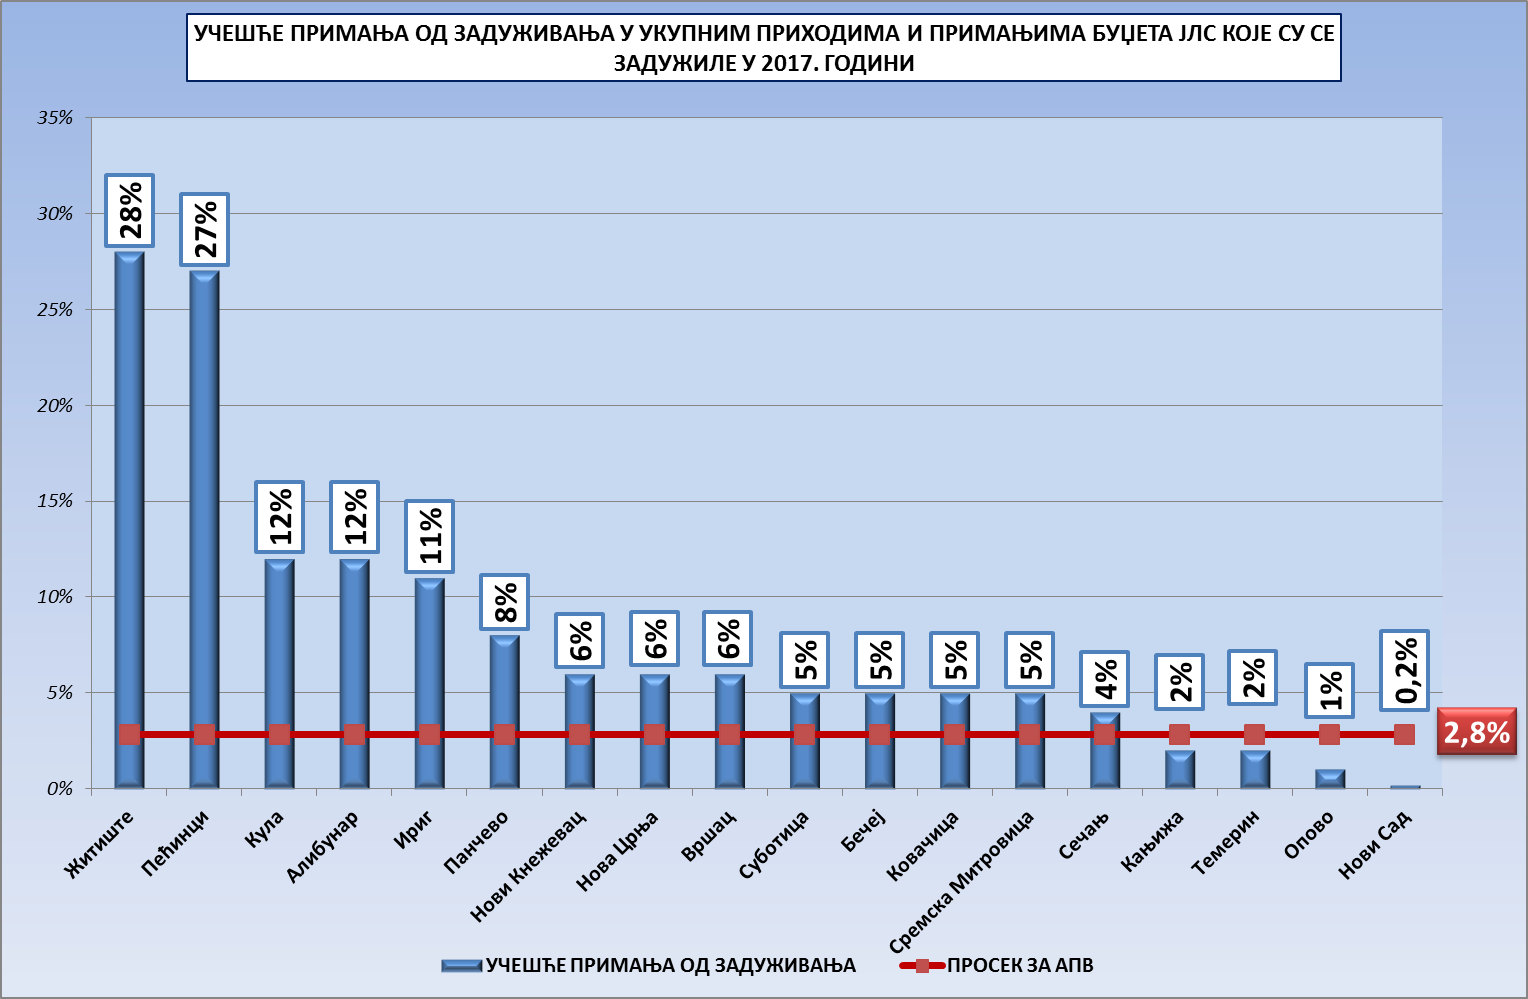 УЧЕШЋЕ ПРИМАЊА ОД ЗАДУЖИВАЊА У УКУПНИМ ПРИХОДИМА И ПРИМАЊИМА БУЏЕТА ЈЛС КОЈЕ СУ СЕ
ЗАДУЖИЛЕ У 2017. ГОДИНИ
35%
30%
25%
20%
15%
10%
5%
0%
28%
27%
12%
12%
11%
8%
6%
6%
6%
5%
5%
5%
5%
4%
2%
2%
1%
0,2%
2,8%
Житиште
Пећинци
Кула
Алибунар
Ириг
Панчево
Нови Кнежевац
Нова Црња
Вршац
Суботица
Бечеј
Ковачица
Сремска Митровица
Сечањ
Кањижа
Темерин
Опово
Нови Сад
УЧЕШЋЕ ПРИМАЊА ОД ЗАДУЖИВАЊА
ПРОСЕК ЗА АПВ